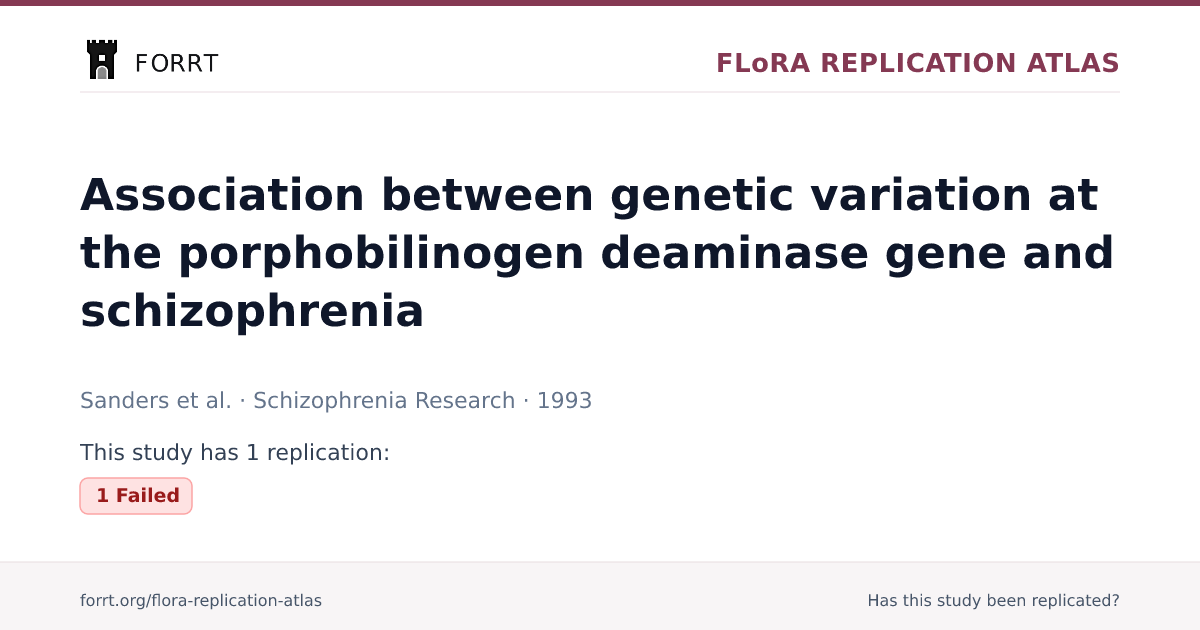 FORRT
FLoRA REPLICATION ATLAS
Association between genetic variation at
the porphobilinogen deaminase gene and
schizophrenia
Sanders et al. · Schizophrenia Research · 1993
This study has 1 replication:
1 Failed
forrt.org/flora-replication-atlas
Has this study been replicated?